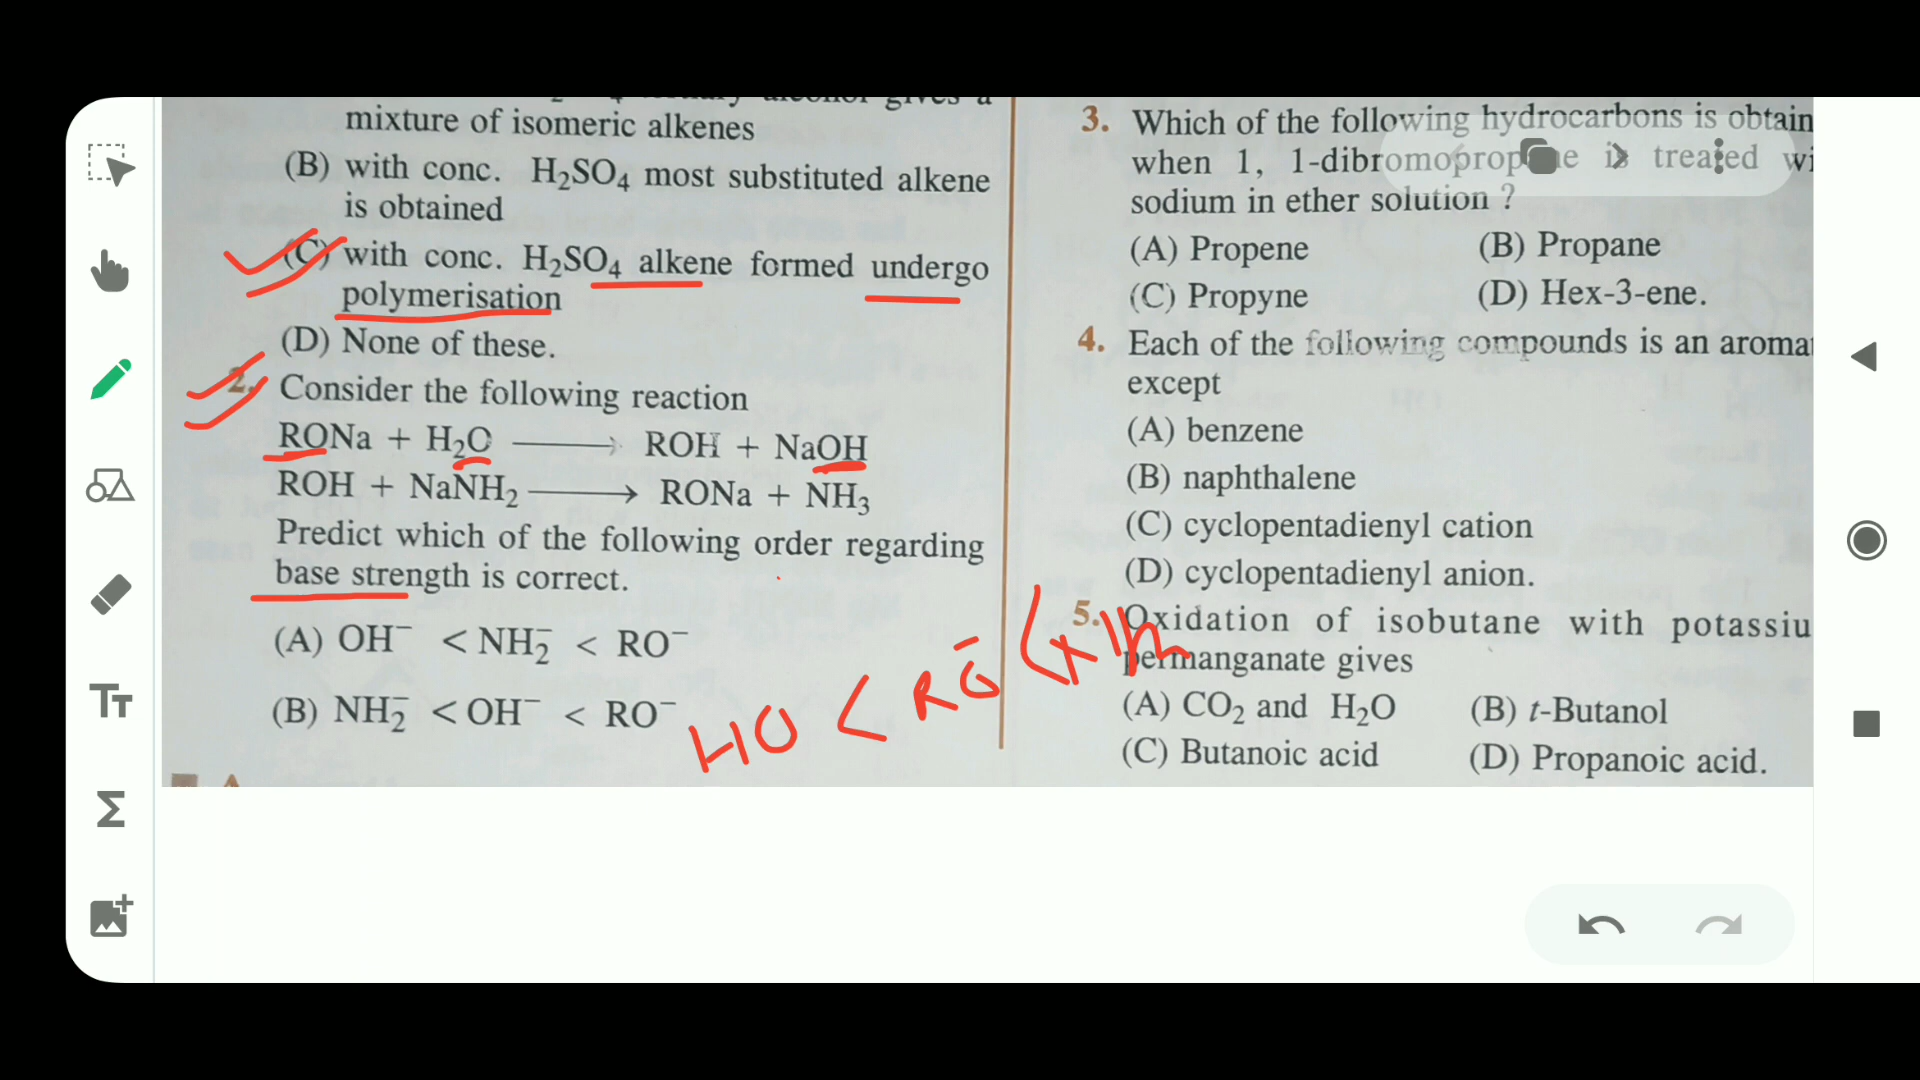 mixture of isomeric alkenes
(B) with conc. H₂SO₄ most substituted alkene
is obtained
(C) with conc. H₂SO₄ alkene formed undergo
polymerisation
(D) None of these.
2. Consider the following reaction
RONa + H₂O ⟶ ROH + NaOH
ROH + NaNH₂ ⟶ RONa + NH₃
Predict which of the following order regarding
base strength is correct.
(A) OH⁻ < NH₂⁻ < RO⁻
(B) NH₂⁻ < OH⁻ < RO⁻
HO < RO⁻ <
3. Which of the following hydrocarbons is obtain
when 1, 1-dibromopropane is treated wi
sodium in ether solution ?
(A) Propene (B) Propane
(C) Propyne (D) Hex-3-ene.
4. Each of the following compounds is an aroma
except
(A) benzene
(B) naphthalene
(C) cyclopentadienyl cation
(D) cyclopentadienyl anion.
5. Oxidation of isobutane with potassiu
permanganate gives
(A) CO₂ and H₂O (B) t-Butanol
(C) Butanoic acid (D) Propanoic acid.